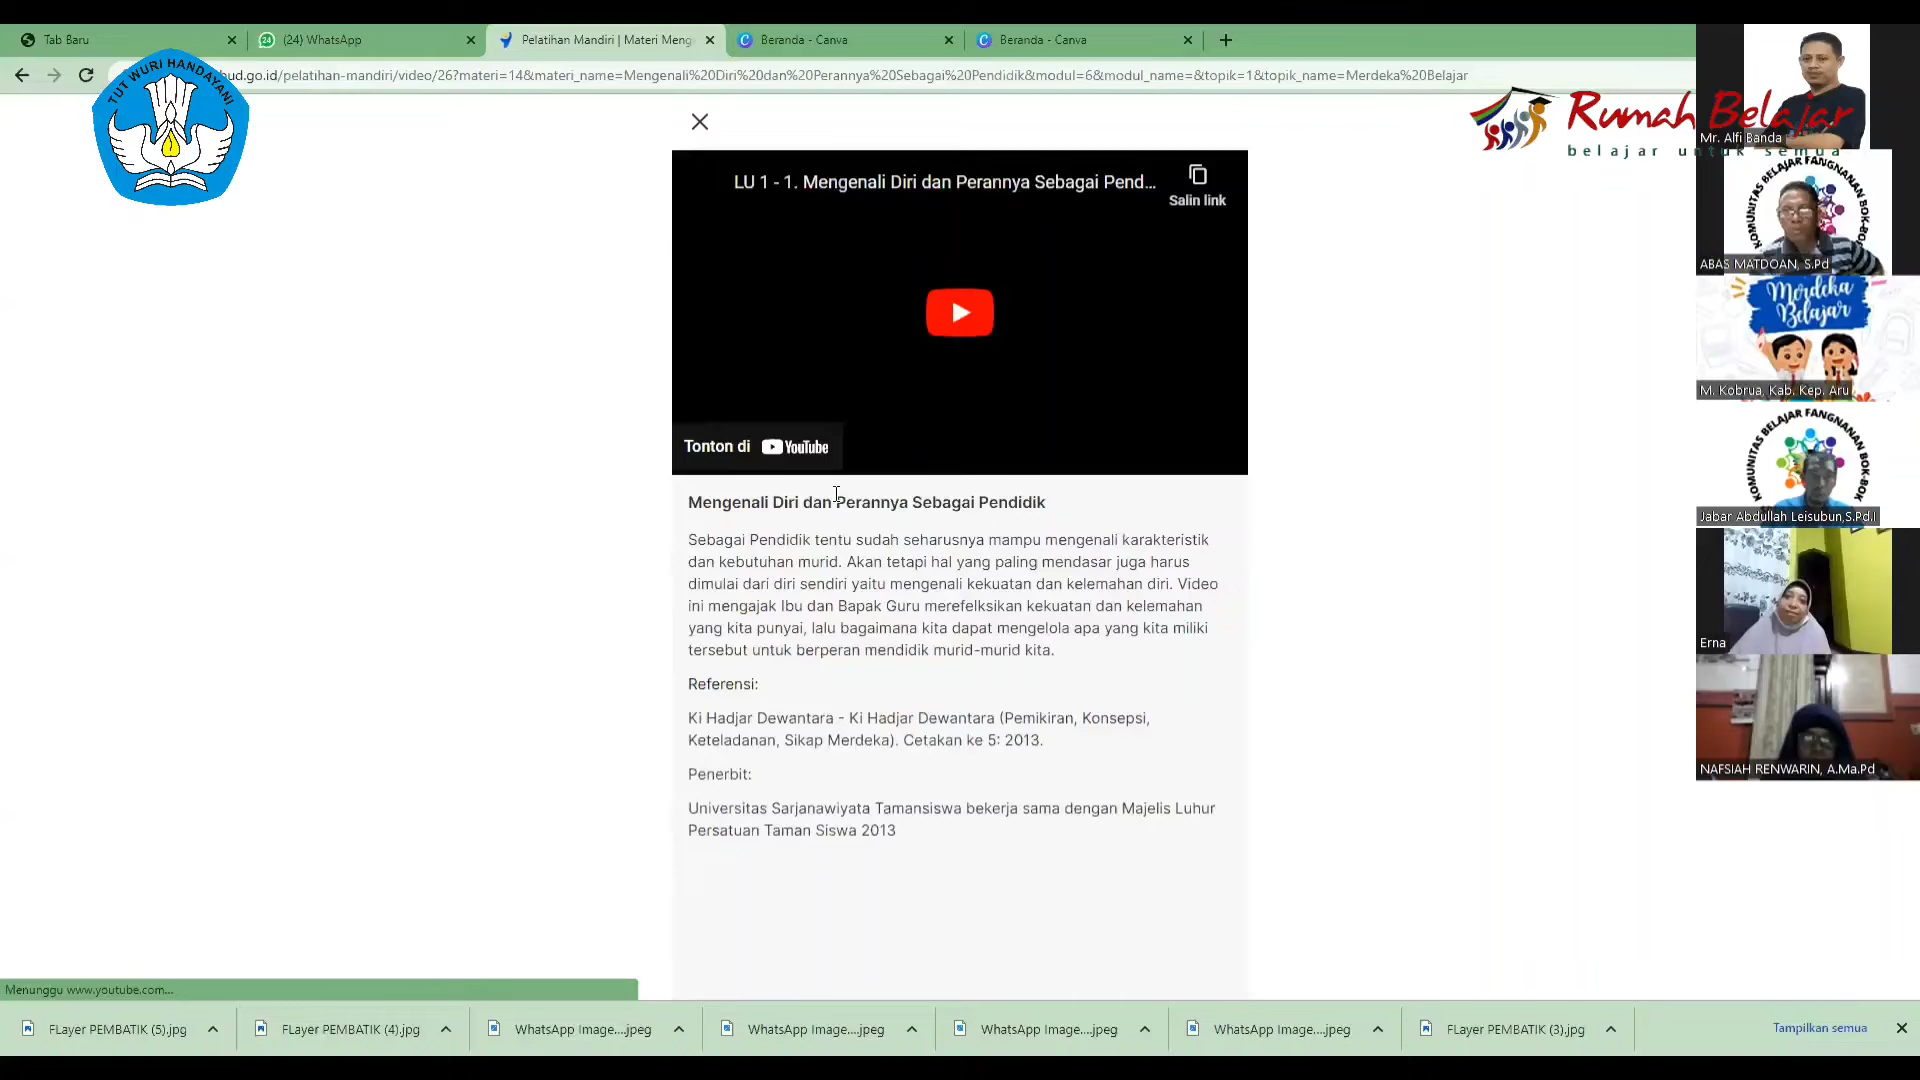 Tab Baru
(24) WhatsApp
Pelatihan Mandiri | Materi Meng
Beranda - Canva
Beranda - Canva
ud.go.id/pelatihan-mandiri/video/26?materi=14&materi_name=Mengenali%20Diri%20dan%20Perannya%20Sebagai%20Pendidik&modul=6&modul_name=&topik=1&topik_name=Merdeka%20Belajar
TUT WURI HANDAYANI
Rumah Belajar
belajar untuk semua
LU 1 - 1. Mengenali Diri dan Perannya Sebagai Pend...
Salin link
Tonton di YouTube
Mengenali Diri dan Perannya Sebagai Pendidik
Sebagai Pendidik tentu sudah seharusnya mampu mengenali karakteristik
dan kebutuhan murid. Akan tetapi hal yang paling mendasar juga harus
dimulai dari diri sendiri yaitu mengenali kekuatan dan kelemahan diri. Video
ini mengajak Ibu dan Bapak Guru merefelksikan kekuatan dan kelemahan
yang kita punyai, lalu bagaimana kita dapat mengelola apa yang kita miliki
tersebut untuk berperan mendidik murid-murid kita.
Referensi:
Ki Hadjar Dewantara - Ki Hadjar Dewantara (Pemikiran, Konsepsi,
Keteladanan, Sikap Merdeka). Cetakan ke 5: 2013.
Penerbit:
Universitas Sarjanawiyata Tamansiswa bekerja sama dengan Majelis Luhur
Persatuan Taman Siswa 2013
Mr. Alfi Banda
KOMUNITAS BELAJAR FANGNANAN BOK-BOK
ABAS MATDOAN, S.Pd
Merdeka
Belajar
M. Kobrua, Kab. Kep. Aru
KOMUNITAS BELAJAR FANGNANAN BOK-BOK
Jabar Abdullah Leisubun,S.Pd.I
Erna
NAFSIAH RENWARIN, A.Ma.Pd
Menunggu www.youtube.com...
FLayer PEMBATIK (5).jpg
FLayer PEMBATIK (4).jpg
WhatsApp Image....jpeg
WhatsApp Image....jpeg
WhatsApp Image....jpeg
WhatsApp Image....jpeg
FLayer PEMBATIK (3).jpg
Tampilkan semua